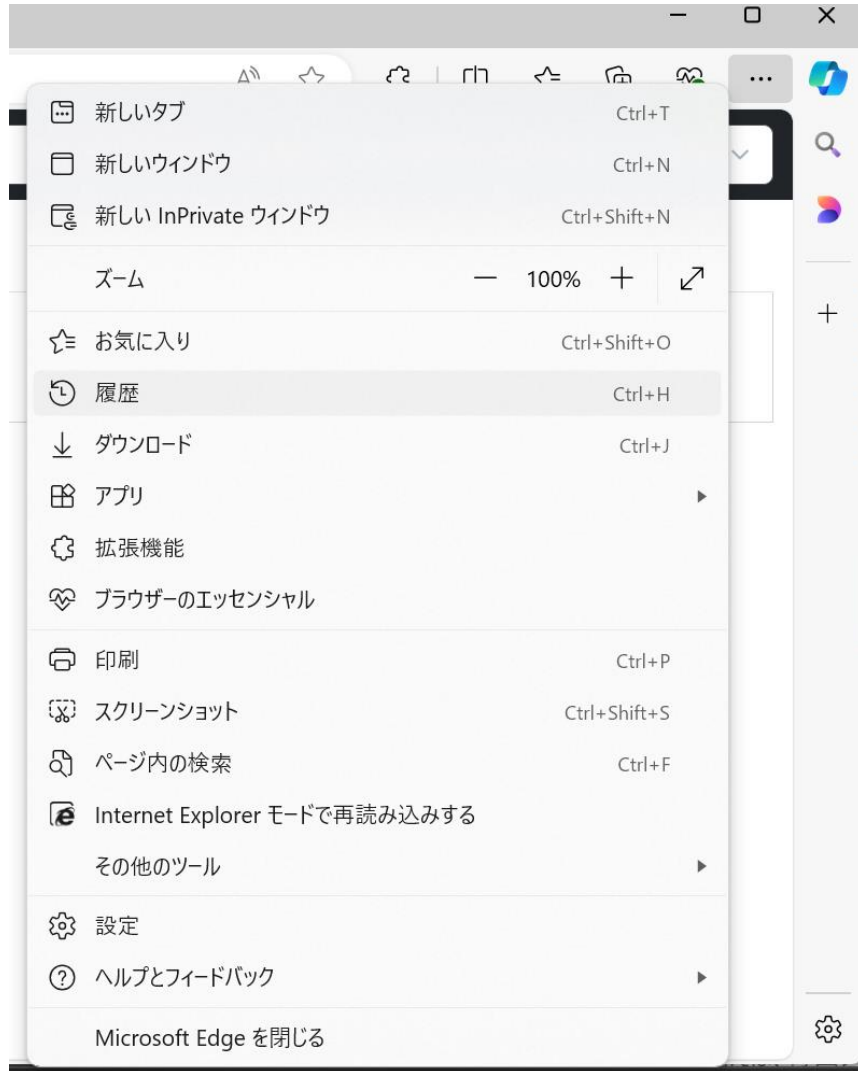 新しいタブ Ctrl+T
新しいウィンドウ Ctrl+N
新しい InPrivate ウィンドウ Ctrl+Shift+N
ズーム 100%
お気に入り Ctrl+Shift+O
履歴 Ctrl+H
ダウンロード Ctrl+J
アプリ
拡張機能
ブラウザーのエッセンシャル
印刷 Ctrl+P
スクリーンショット Ctrl+Shift+S
ページ内の検索 Ctrl+F
Internet Explorer モードで再読み込みする
その他のツール
設定
ヘルプとフィードバック
Microsoft Edge を閉じる